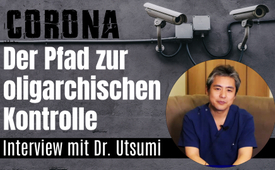 CORONA
Der Pfad zur
oligarchischen
Kontrolle
Interview mit Dr. Utsumi